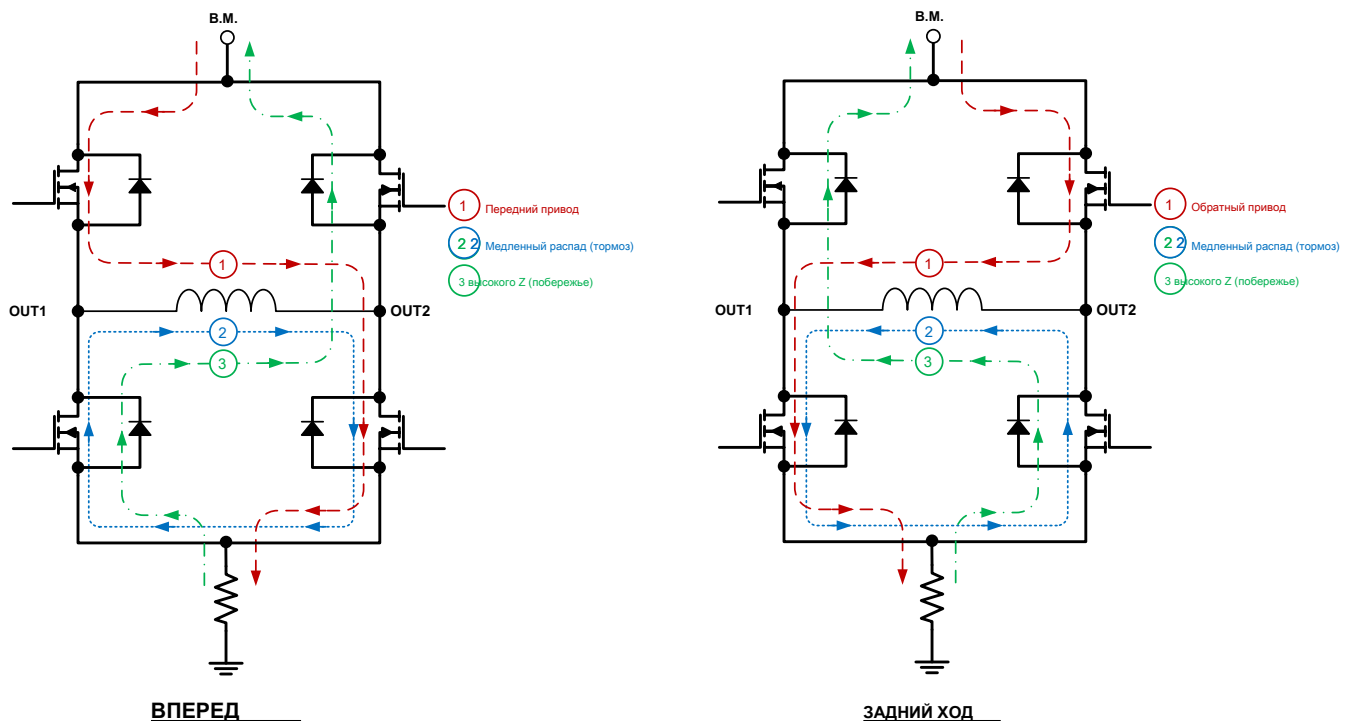 В.М.
1 Передний привод
2 2 Медленный распад (тормоз)
3 высокого Z (побережье)
1
OUT1
OUT2
2
3
ВПЕРЕД
В.М.
1 Обратный привод
2 2 Медленный распад (тормоз)
3 высокого Z (побережье)
1
OUT1
OUT2
2
3
ЗАДНИЙ ХОД